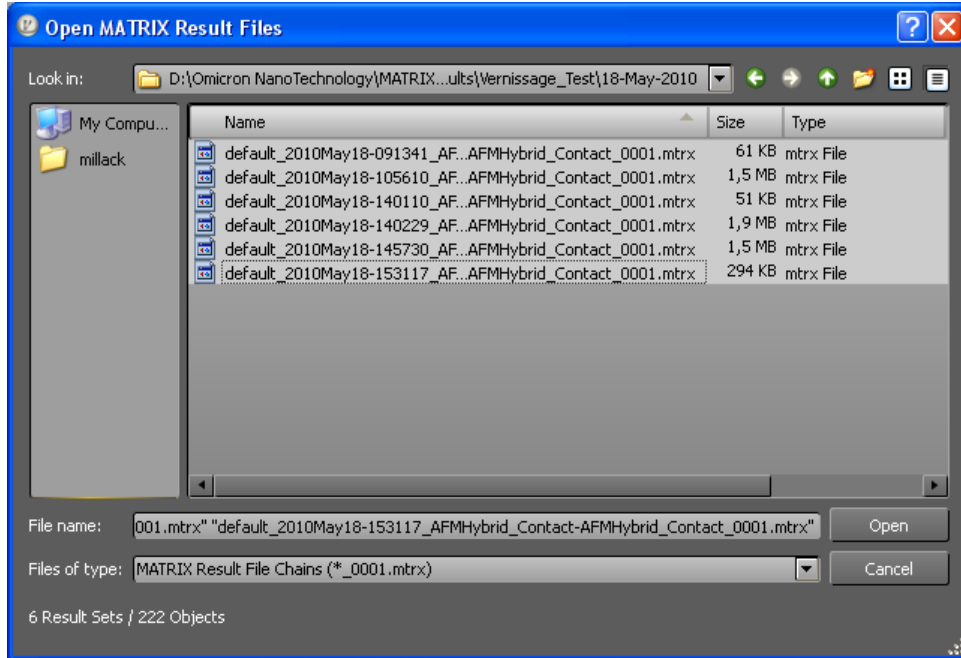 Open MATRIX Result Files
Look in: D:\Omicron NanoTechnology\MATRIX...ults\Vernissage_Test\18-May-2010
My Compu...
millack
Name Size Type
default_2010May18-091341_AF...AFMHybrid_Contact_0001.mtrx 61 KB mtrx File
default_2010May18-105610_AF...AFMHybrid_Contact_0001.mtrx 1,5 MB mtrx File
default_2010May18-140110_AF...AFMHybrid_Contact_0001.mtrx 51 KB mtrx File
default_2010May18-140229_AF...AFMHybrid_Contact_0001.mtrx 1,9 MB mtrx File
default_2010May18-145730_AF...AFMHybrid_Contact_0001.mtrx 1,5 MB mtrx File
default_2010May18-153117_AF...AFMHybrid_Contact_0001.mtrx 294 KB mtrx File
File name: 001.mtrx" "default_2010May18-153117_AFMHybrid_Contact-AFMHybrid_Contact_0001.mtrx" Open
Files of type: MATRIX Result File Chains (*_0001.mtrx) Cancel
6 Result Sets / 222 Objects